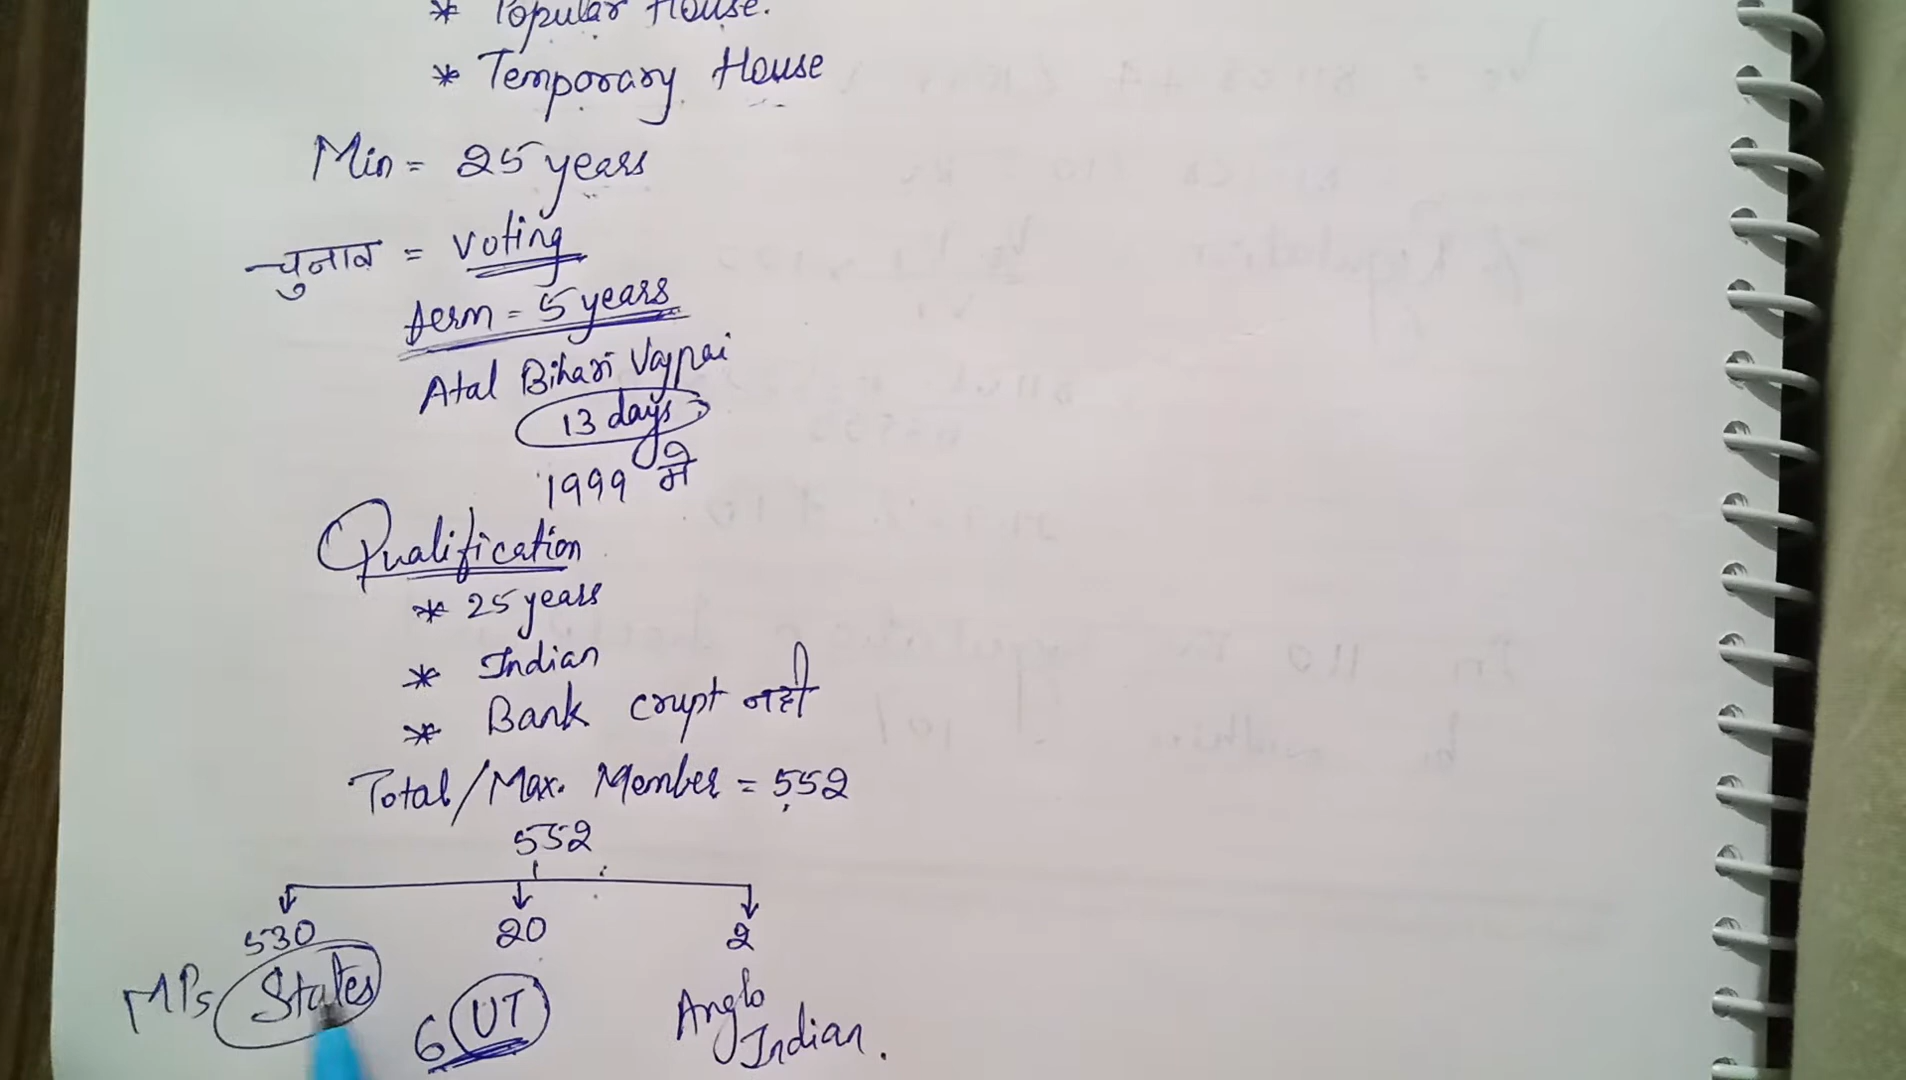 * Popular House.
* Temporary House
Min = 25 years
चुनाव = voting
term = 5 years
Atal Bihari Vajpai
13 days
1999 में
Qualification
* 25 years
* Indian
* Bank crupt नही
Total/Max. Member = 552
552
530 20 2
MPs States 6 UT Anglo Indian.